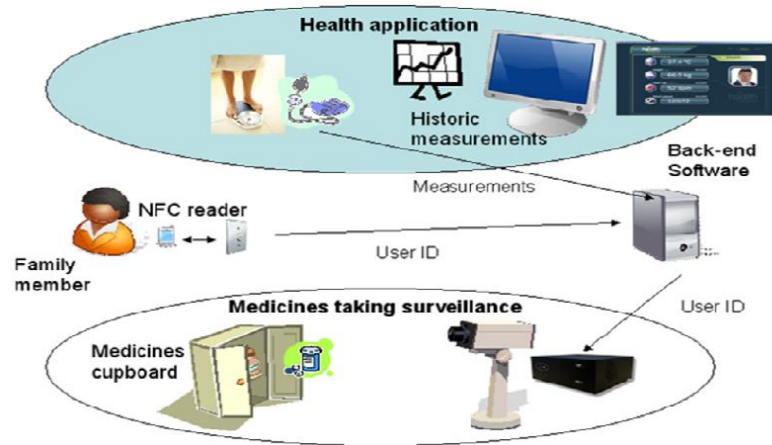 Health application
Historic
measurements
Back-end
Software
Measurements
NFC reader
User ID
Family
member
Medicines taking surveillance
User ID
Medicines
cupboard